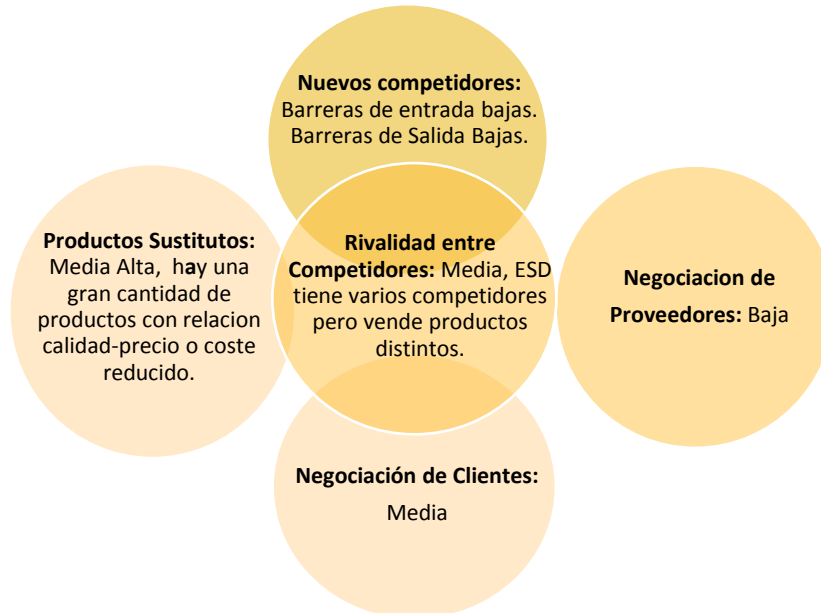 Nuevos competidores:
Barreras de entrada bajas.
Barreras de Salida Bajas.
Productos Sustitutos:
Media Alta, hay una
gran cantidad de
productos con relacion
calidad-precio o coste
reducido.
Rivalidad entre
Competidores: Media, ESD
tiene varios competidores
pero vende productos
distintos.
Negociacion de
Proveedores: Baja
Negociación de Clientes:
Media